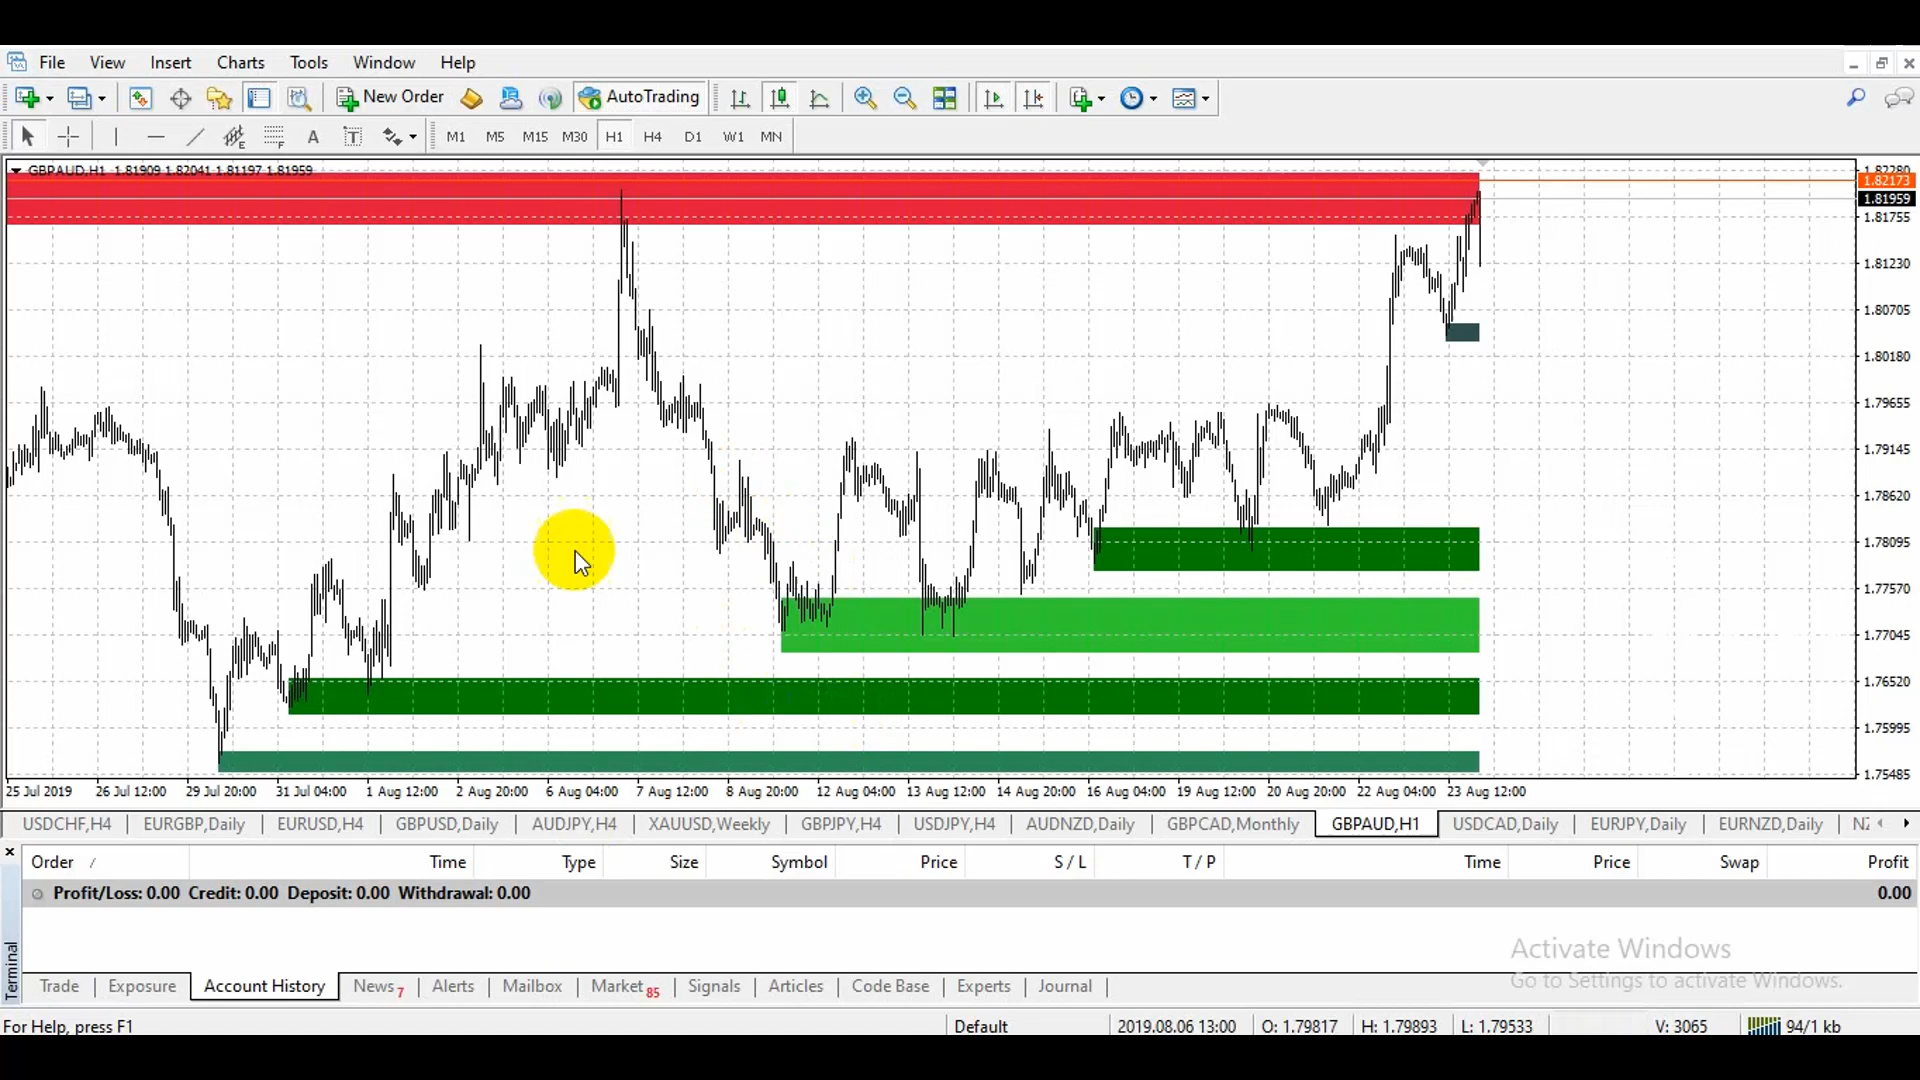 File View Insert Charts Tools Window Help
New Order AutoTrading
E F A T M1 M5 M15 M30 H1 H4 D1 W1 MN
GBPAUD,H1 1.81909 1.82041 1.81197 1.81959
1.82280
1.82173
1.81959
1.81755
1.81230
1.80705
1.80180
1.79655
1.79145
1.78620
1.78095
1.77570
1.77045
1.76520
1.75995
1.75485
25 Jul 2019 26 Jul 12:00 29 Jul 20:00 31 Jul 04:00 1 Aug 12:00 2 Aug 20:00 6 Aug 04:00 7 Aug 12:00 8 Aug 20:00 12 Aug 04:00 13 Aug 12:00 14 Aug 20:00 16 Aug 04:00 19 Aug 12:00 20 Aug 20:00 22 Aug 04:00 23 Aug 12:00
USDCHF,H4 EURGBP,Daily EURUSD,H4 GBPUSD,Daily AUDJPY,H4 XAUUSD,Weekly GBPJPY,H4 USDJPY,H4 AUDNZD,Daily GBPCAD,Monthly GBPAUD,H1 USDCAD,Daily EURJPY,Daily EURNZD,Daily NZ
Order / Time Type Size Symbol Price S / L T / P Time Price Swap Profit
Profit/Loss: 0.00 Credit: 0.00 Deposit: 0.00 Withdrawal: 0.00 0.00
Terminal
Activate Windows
Go to Settings to activate Windows.
Trade Exposure Account History News 7 Alerts Mailbox Market 85 Signals Articles Code Base Experts Journal
For Help, press F1 Default 2019.08.06 13:00 O: 1.79817 H: 1.79893 L: 1.79533 V: 3065 94/1 kb